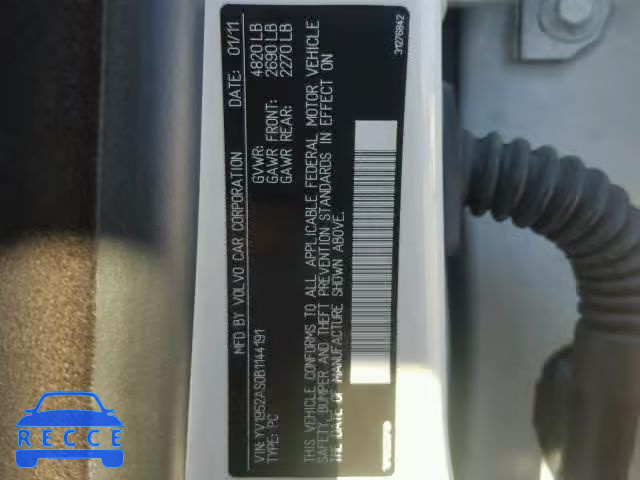 MFD BY VOLVO CAR CORPORATION DATE: 01/11
GVWR: 4820 LB
GAWR FRONT: 2690 LB
GAWR REAR: 2270 LB
VIN: YV1952AS0B1144191
TYPE: PC
THIS VEHICLE CONFORMS TO ALL APPLICABLE FEDERAL MOTOR VEHICLE
SAFETY, BUMPER AND THEFT PREVENTION STANDARDS IN EFFECT ON
THE DATE OF MANUFACTURE SHOWN ABOVE.
VOLVO
31276842
RECCE